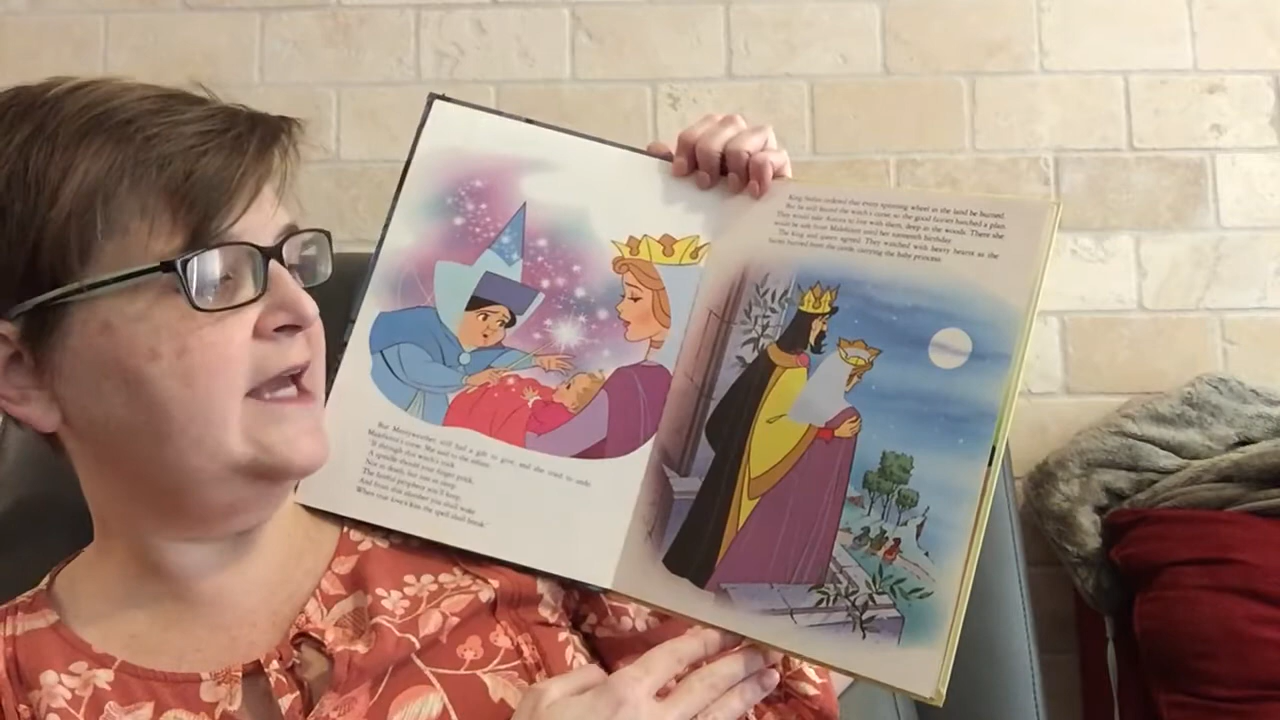 But Merryweather still had a gift to give, and she tried to undo
Maleficent's curse. She said to the infant:
"If through this witch's trick
A spindle should your finger prick,
Not in death, but just in sleep
The fateful prophecy you'll keep,
And from this slumber you shall wake
When true love's kiss the spell shall break."
King Stefan ordered that every spinning wheel in the land be burned.
But he still feared the witch's curse, so the good fairies hatched a plan.
They would take Aurora to live with them, deep in the woods. There she
would be safe from Maleficent until her sixteenth birthday.
The king and queen agreed. They watched with heavy hearts as the
fairies hurried from the castle, carrying the baby princess.